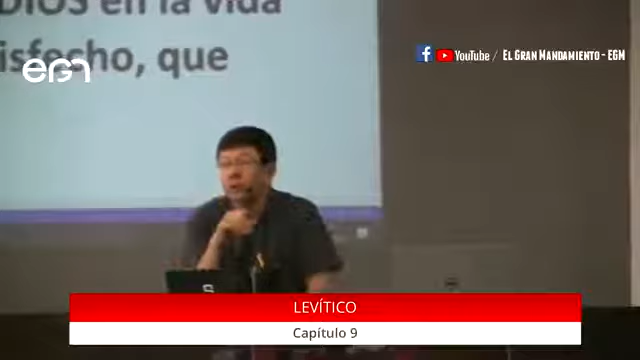 DIOS en la vida
isfecho, que
egm
YouTube / El Gran Mandamiento - EGM
LEVÍTICO
Capítulo 9